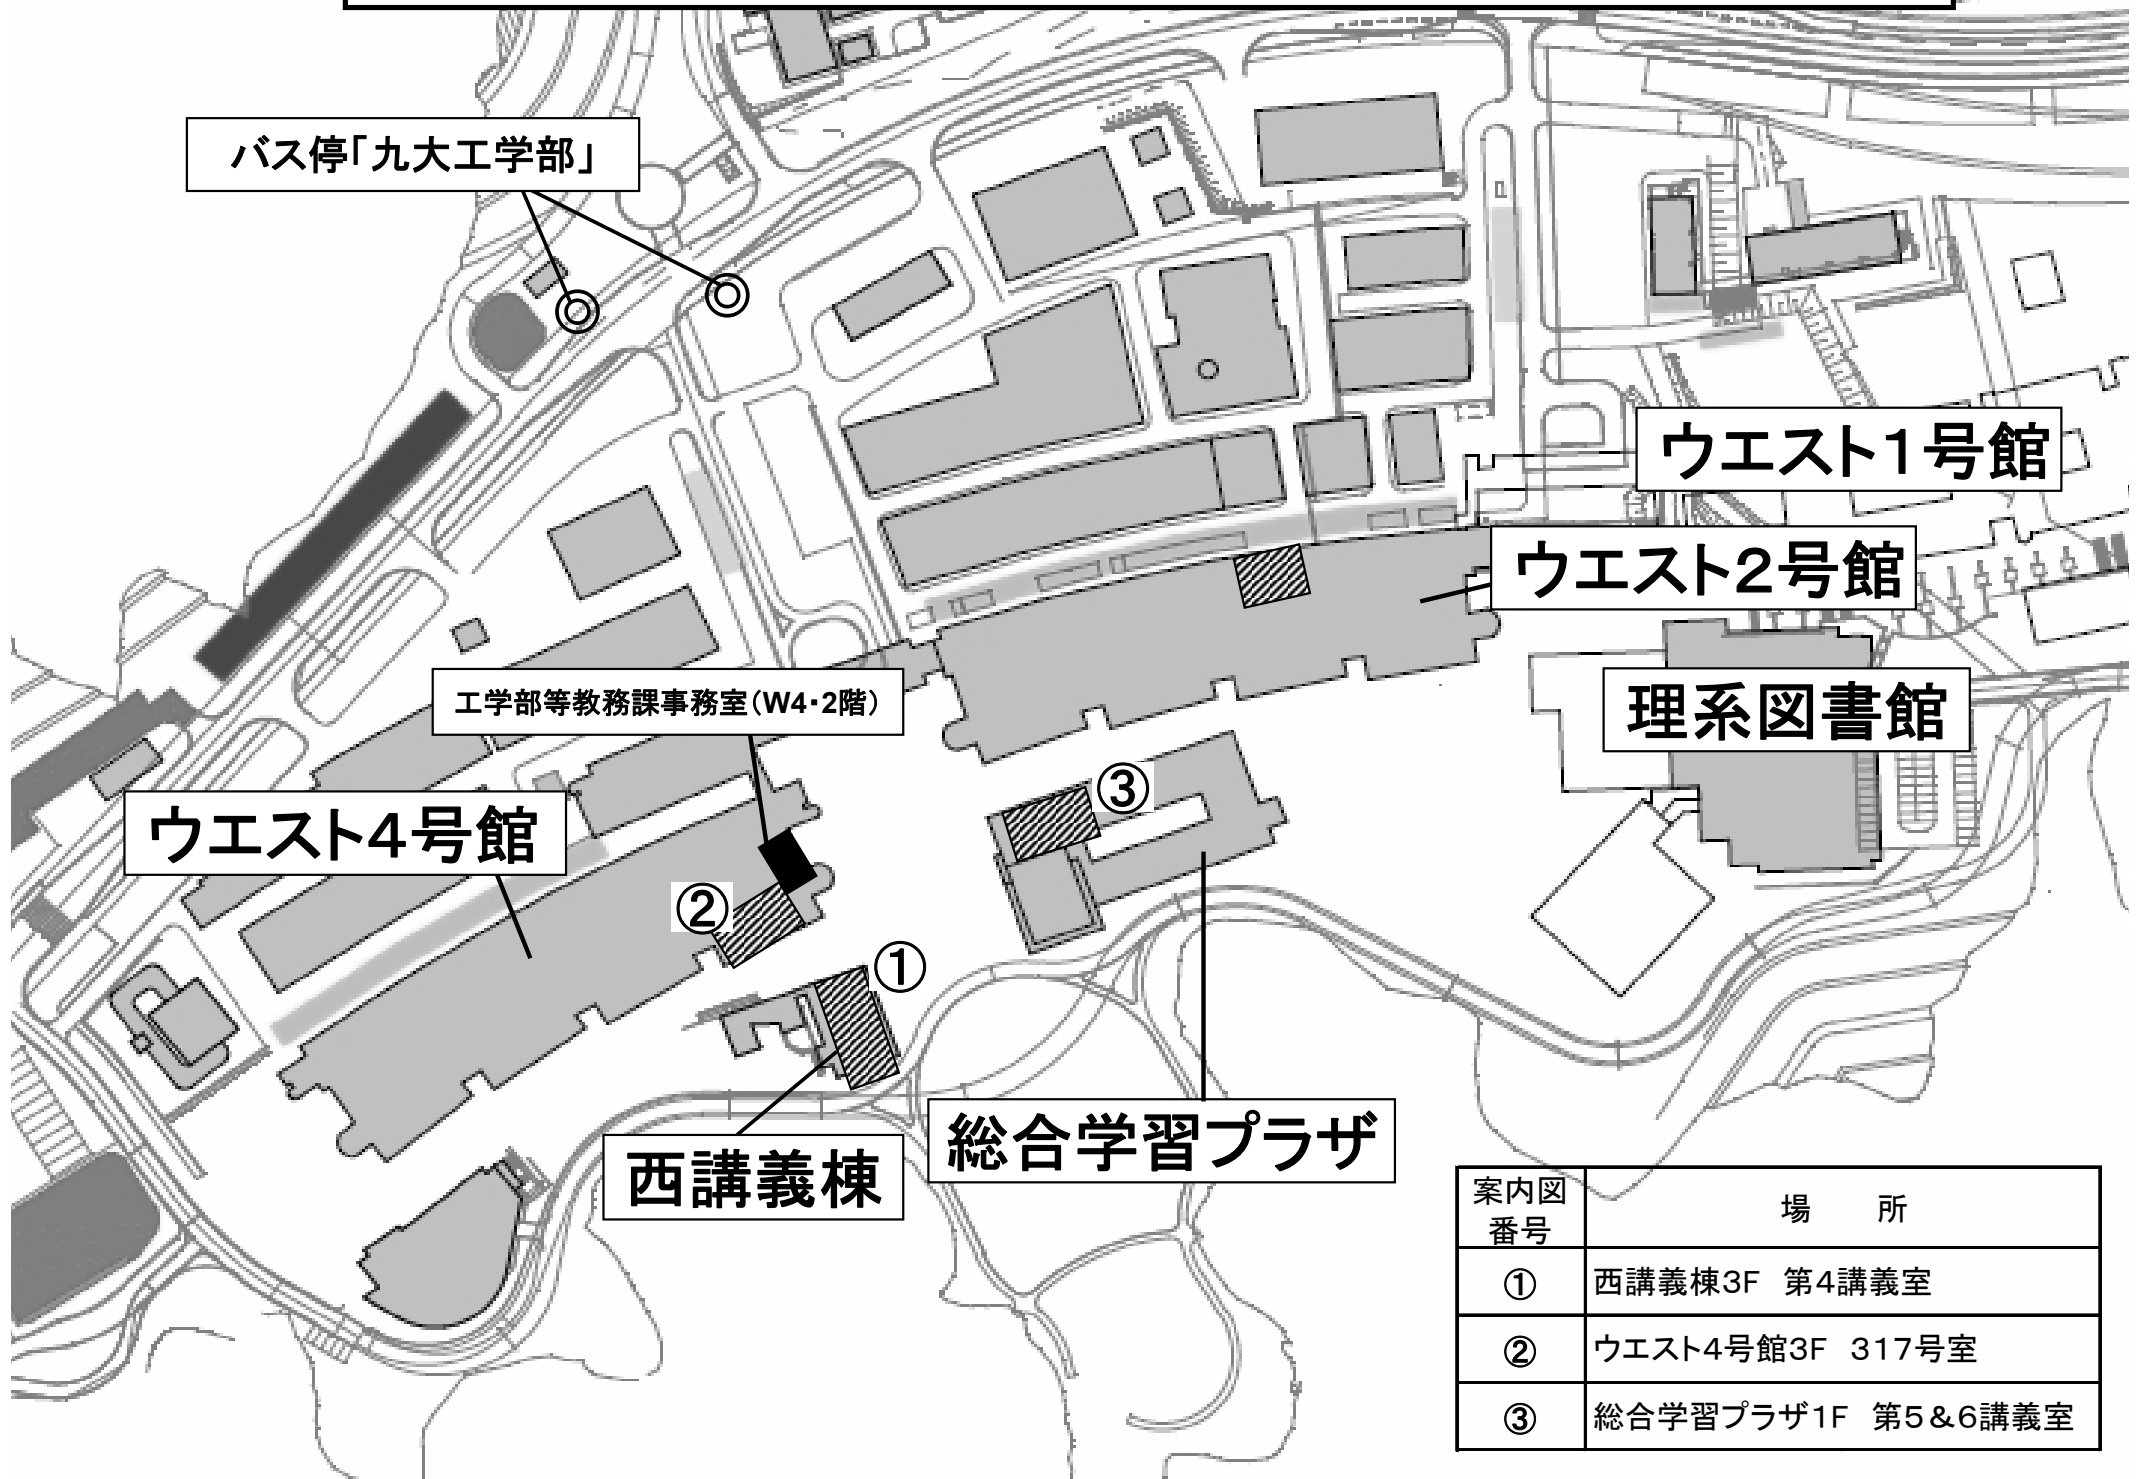 バス停「九大工学部」
ウエスト1号館
ウエスト2号館
工学部等教務課事務室(W4・2階)
理系図書館
③
ウエスト4号館
②
①
総合学習プラザ
西講義棟
案内図番号 場 所
① 西講義棟3F 第4講義室
② ウエスト4号館3F 317号室
③ 総合学習プラザ1F 第5&6講義室